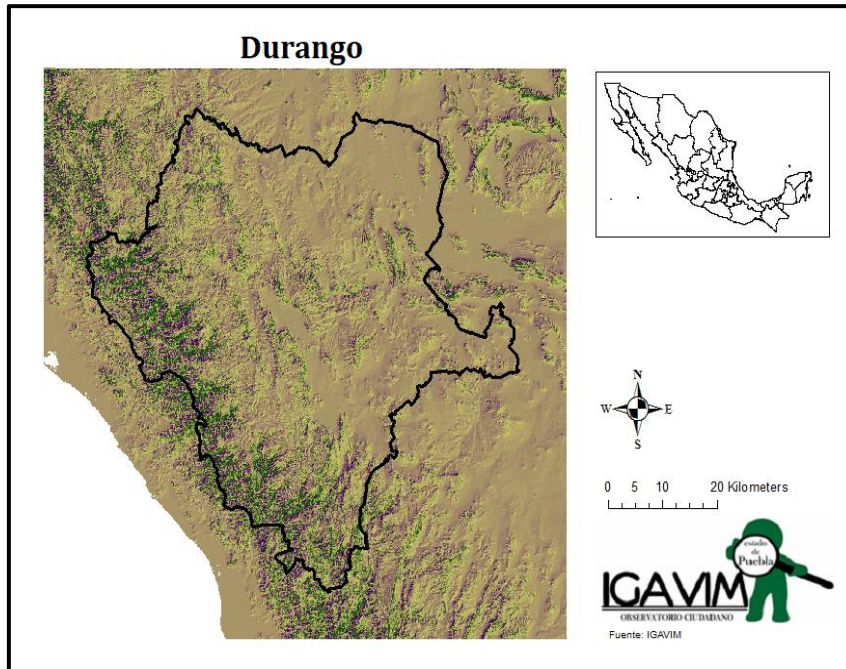 Durango
N
W E
S
0 5 10 20 Kilometers
estado
de
Puebla
IGAVIM
OBSERVATORIO CIUDADANO
Fuente: IGAVIM